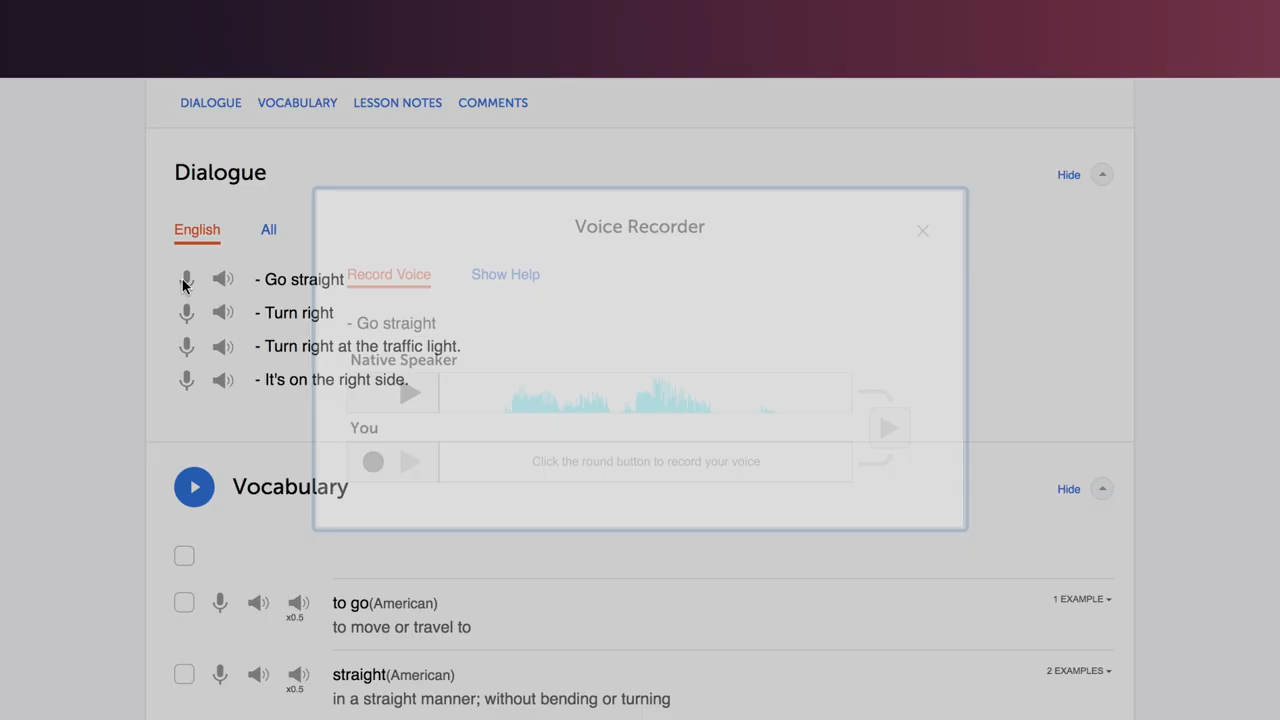 DIALOGUE VOCABULARY LESSON NOTES COMMENTS
Dialogue
Hide
English All
- Go straight
- Turn right
- Turn right at the traffic light.
- It's on the right side.
Voice Recorder
Record Voice Show Help
- Go straight
Native Speaker
You
Click the round button to record your voice
Vocabulary
Hide
to go(American)
1 EXAMPLE
x0.5
to move or travel to
straight(American)
2 EXAMPLES
x0.5
in a straight manner; without bending or turning